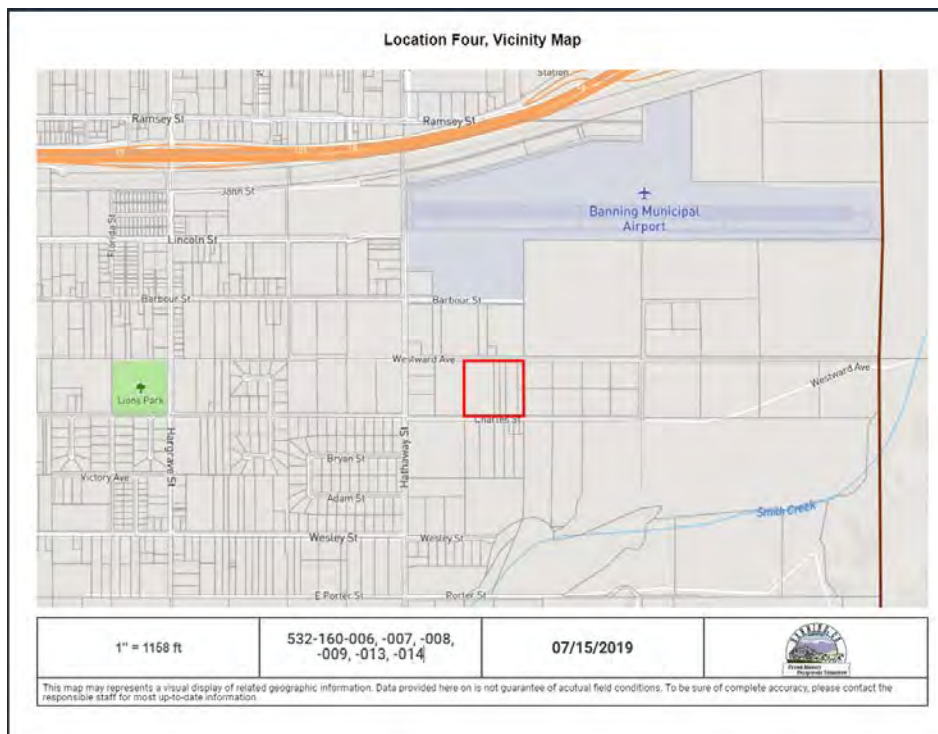 Location Four, Vicinity Map
Station
Ramsey St
Ramsey St
John St
Florida St
Lincoln St
Banning Municipal
Airport
Barbour St
Barbour St
Westward Ave
Westward Ave
Lions Park
Charles St
Hargrave St
Hathaway St
Bryan St
Victory Ave
Adam St
Smith Creek
Wesley St
Wesley St
E Porter St
Porter St
1" = 1158 ft
532-160-006, -007, -008,
-009, -013, -014
07/15/2019
This map may represents a visual display of related geographic information. Data provided here on is not guarantee of acutual field conditions. To be sure of complete accuracy, please contact the
responsible staff for most up-to-date information.